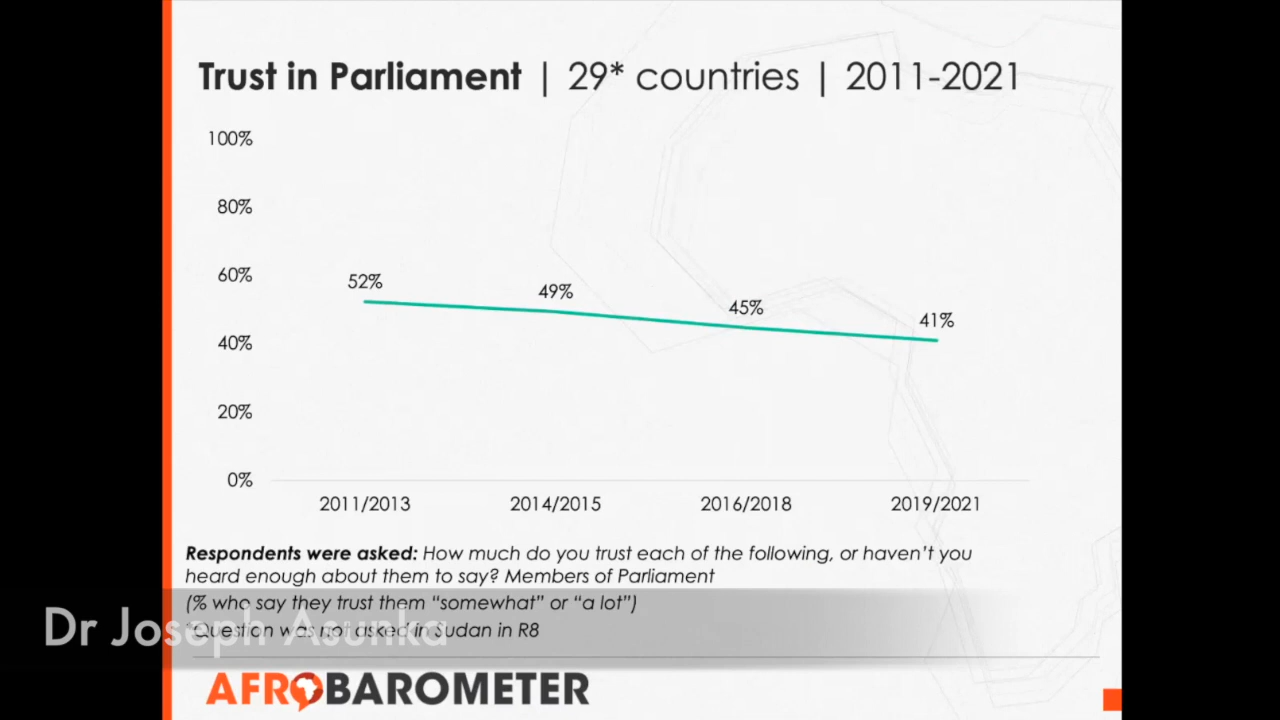 Trust in Parliament | 29* countries | 2011-2021
100%
80%
60%
40%
20%
0%
52%
49%
45%
41%
2011/2013
2014/2015
2016/2018
2019/2021
Respondents were asked: How much do you trust each of the following, or haven't you
heard enough about them to say? Members of Parliament
(% who say they trust them "somewhat" or "a lot")
*Question was not asked in Sudan in R8
Dr Joseph Asunka
AFROBAROMETER